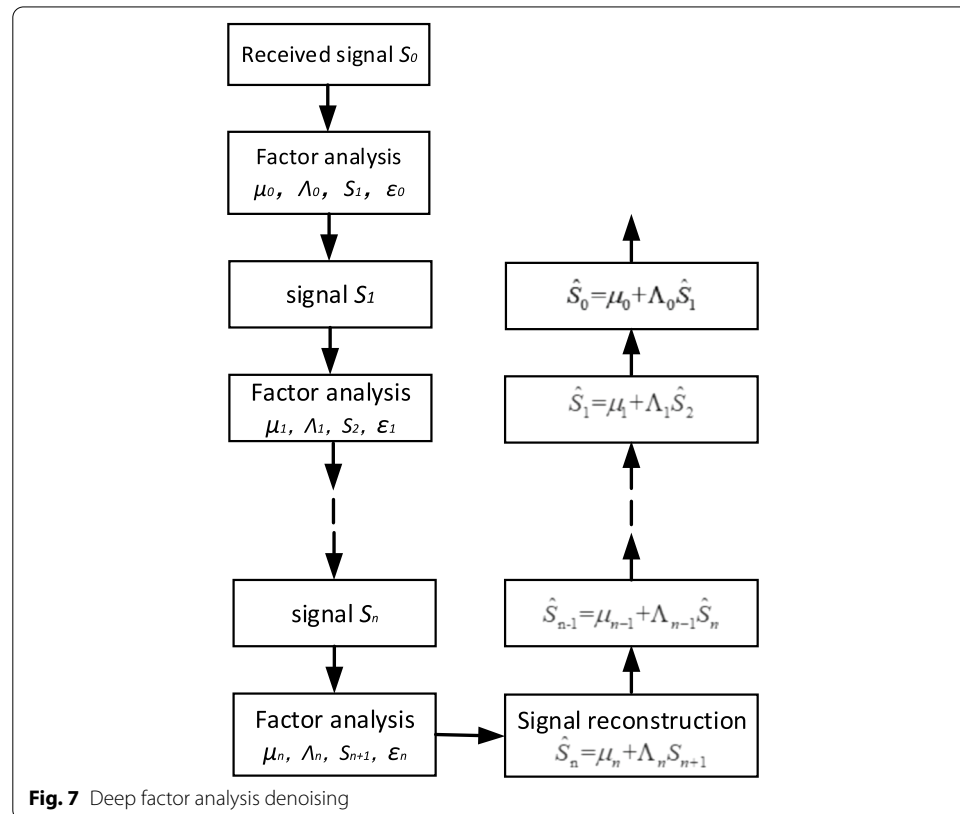 Received signal S₀
Factor analysis
μ₀, Λ₀, S₁, ε₀
signal S₁
Factor analysis
μ₁, Λ₁, S₂, ε₁
signal Sₙ
Factor analysis
μₙ, Λₙ, Sₙ₊₁, εₙ
Signal reconstruction
Ŝₙ=μₙ+ΛₙSₙ₊₁
Ŝₙ₋₁=μₙ₋₁+Λₙ₋₁Ŝₙ
Ŝ₁=μ₁+Λ₁Ŝ₂
Ŝ₀=μ₀+Λ₀Ŝ₁
Fig. 7 Deep factor analysis denoising